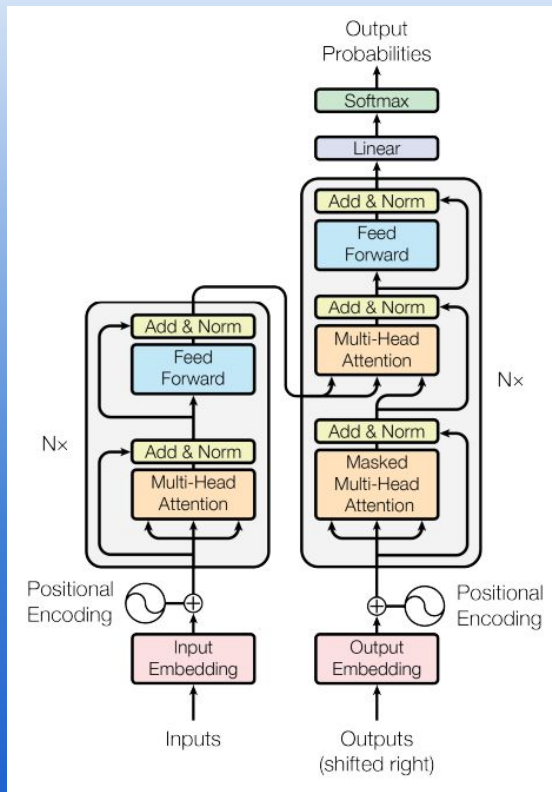 Output
Probabilities
Softmax
Linear
Add & Norm
Feed
Forward
Add & Norm
Multi-Head
Attention
Add & Norm
Masked
Multi-Head
Attention
Nx
Add & Norm
Feed
Forward
Add & Norm
Multi-Head
Attention
Nx
Positional
Encoding
Input
Embedding
Inputs
Positional
Encoding
Output
Embedding
Outputs
(shifted right)